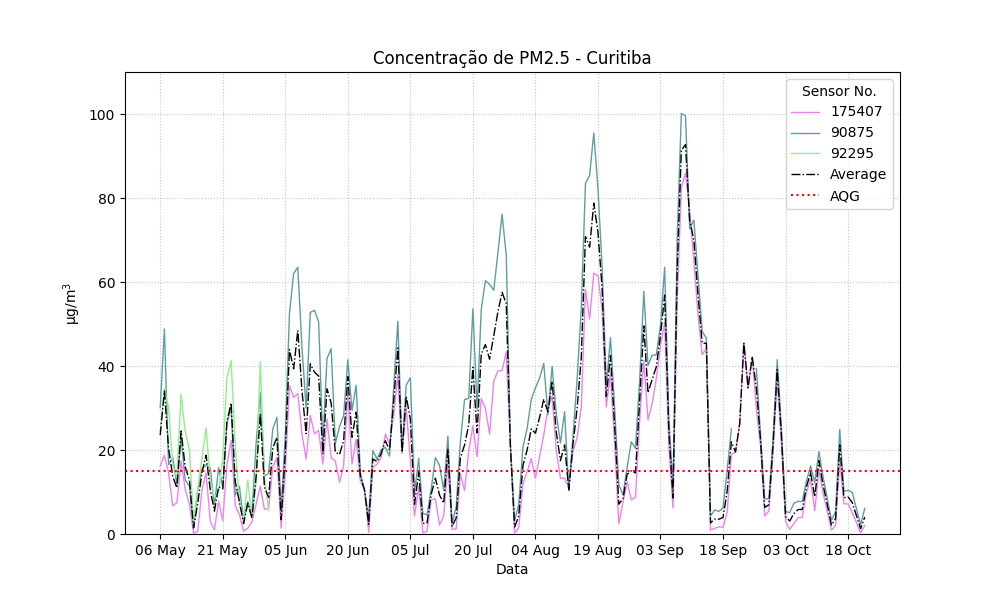 Concentração de PM2.5 - Curitiba
Sensor No.
175407
90875
92295
Average
AQG
100
80
60
40
20
0
µg/m³
06 May 21 May 05 Jun 20 Jun 05 Jul 20 Jul 04 Aug 19 Aug 03 Sep 18 Sep 03 Oct 18 Oct
Data